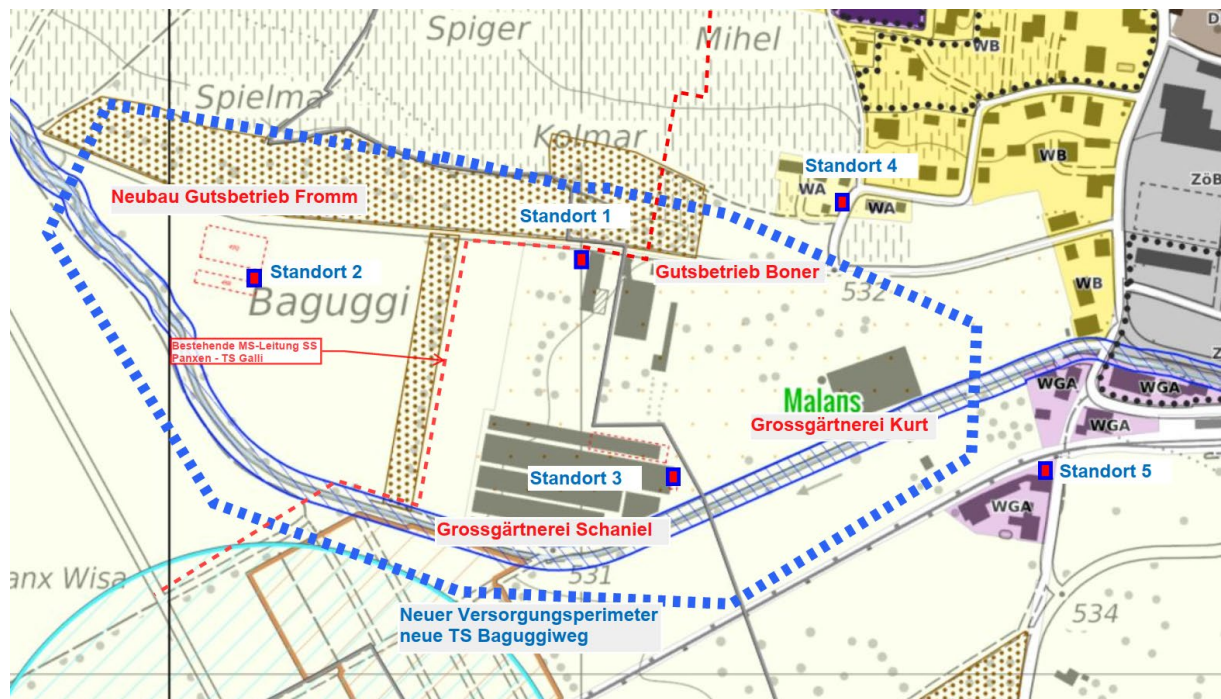 Spiger
Mihel
WB
D
Spielma
Kolmar
Standort 4
WB
ZöB
Neubau Gutsbetrieb Fromm
WA
WA
Standort 1
Standort 2
Gutsbetrieb Boner
WB
Baguggi
532
Bestehende MS-Leitung SS
Panxen - TS Galli
Malans
WGA
WGA
Grossgärtnerei Kurt
WGA
Standort 3
Standort 5
WGA
Grossgärtnerei Schaniel
anx Wisa
531
Neuer Versorgungsperimeter
neue TS Baguggiweg
534